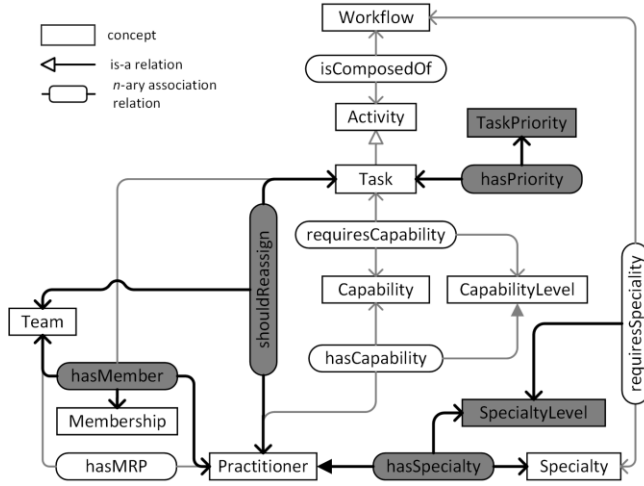 Workflow
concept
is-a relation
n-ary association
relation
isComposedOf
Activity
TaskPriority
Task
hasPriority
shouldReassign
requiresCapability
requiresSpeciality
Capability
CapabilityLevel
Team
hasCapability
hasMember
Membership
SpecialtyLevel
hasMRP
Practitioner
hasSpecialty
Specialty